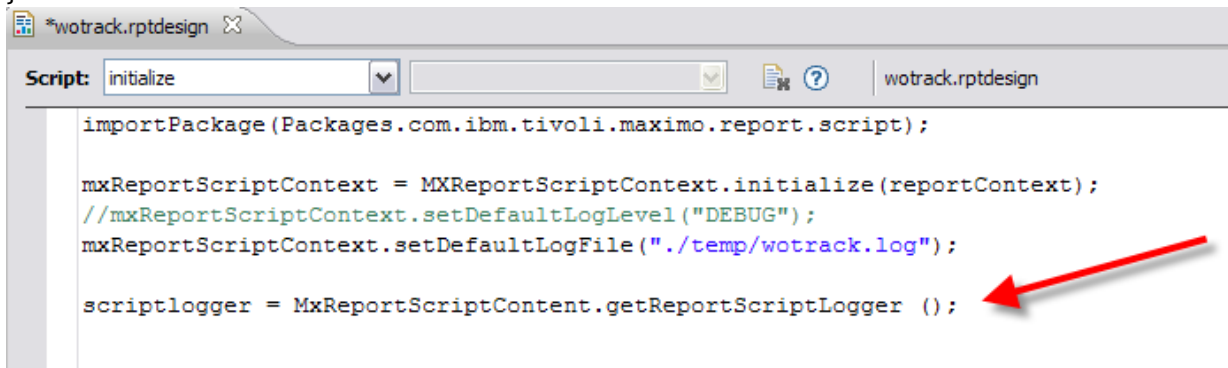 *wotrack.rptdesign
Script: initialize wotrack.rptdesign
importPackage(Packages.com.ibm.tivoli.maximo.report.script);
mxReportScriptContext = MXReportScriptContext.initialize(reportContext);
//mxReportScriptContext.setDefaultLogLevel("DEBUG");
mxReportScriptContext.setDefaultLogFile("./temp/wotrack.log");
scriptlogger = MxReportScriptContent.getReportScriptLogger ();